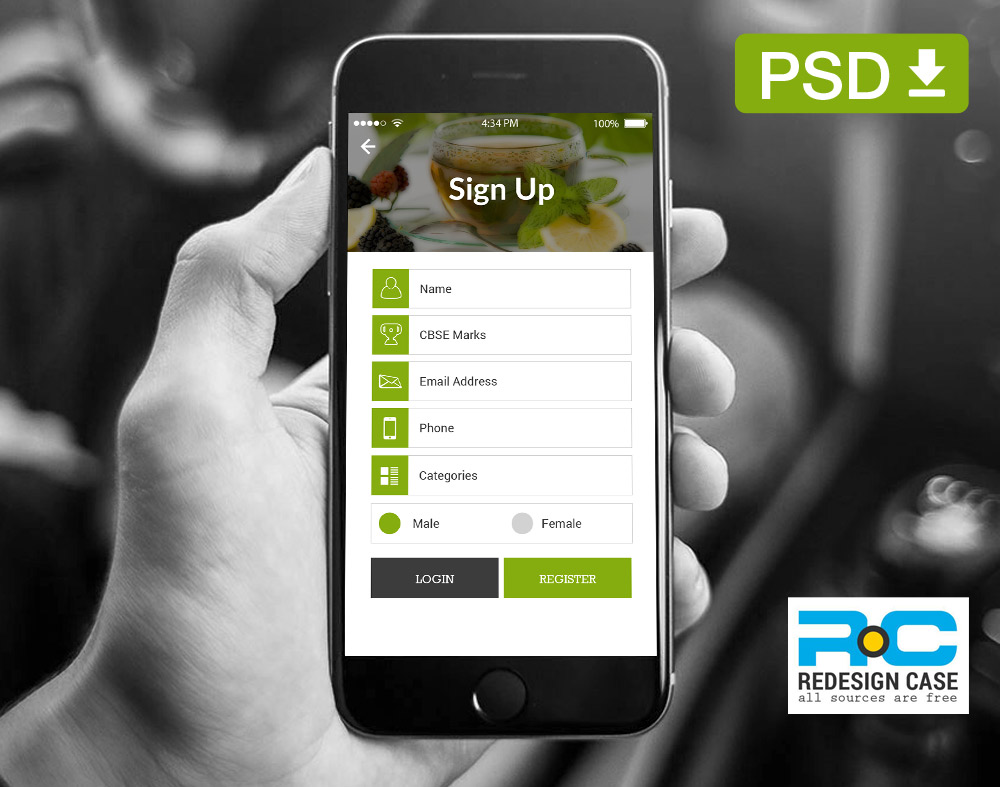 PSD
4:34 PM
100%
Sign Up
Name
CBSE Marks
Email Address
Phone
Categories
Male
Female
LOGIN
REGISTER
RC
REDESIGN CASE
all sources are free